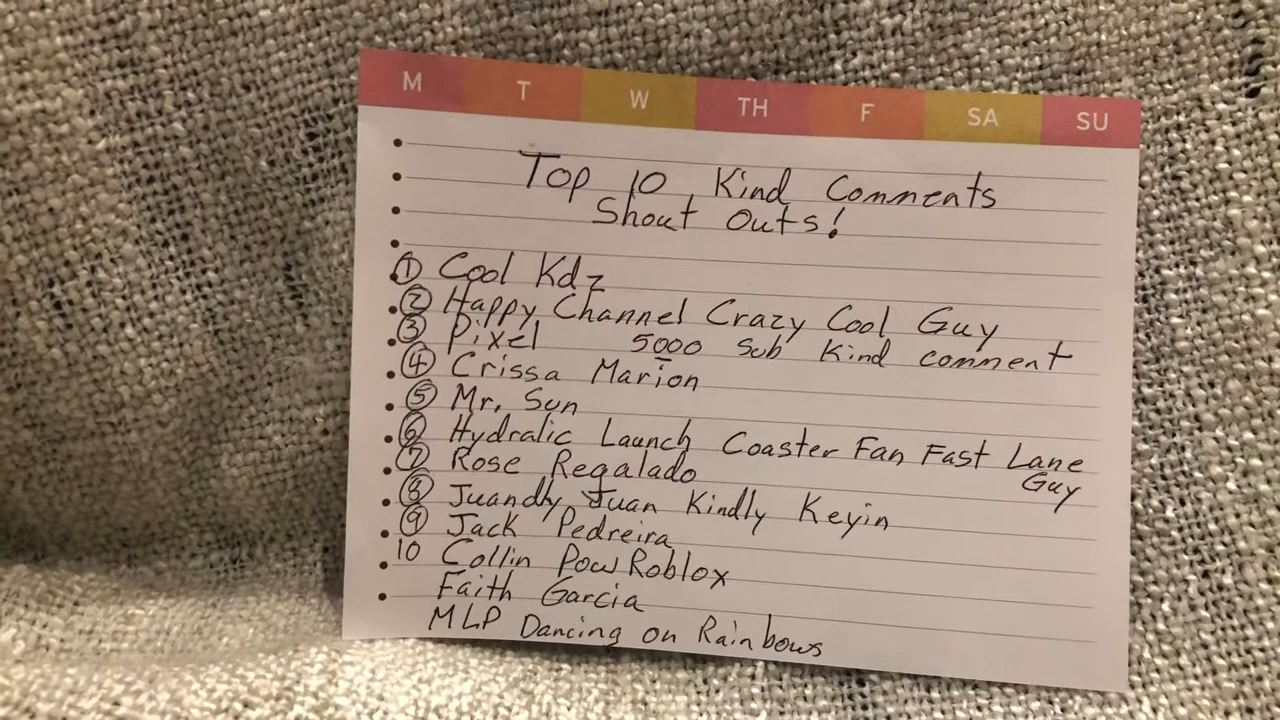 M T W TH F SA SU
Top 10 Kind Comments
Shout Outs!
① Cool Kdz
② Happy Channel Crazy Cool Guy
③ Pixel 5000 Sub Kind comment
④ Crissa Marion
⑤ Mr. Sun
⑥ Hydralic Launch Coaster Fan Fast Lane
Guy
⑦ Rose Regalado
⑧ Juandly Juan Kindly Keyin
⑨ Jack Pedreira
10 Collin Pow Roblox
Faith Garcia
MLP Dancing on Rainbows